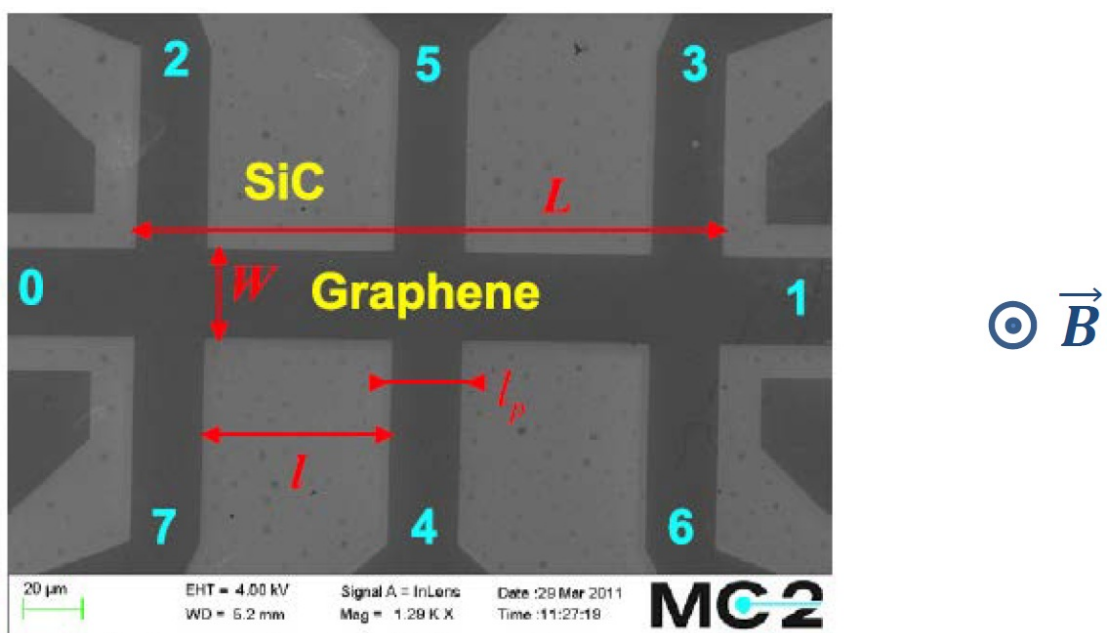 2 5 3
SiC
L
0 W Graphene 1
B
l_p
l
7 4 6
20 µm EHT = 4.00 kV Signal A = InLens Date :29 Mar 2011
WD = 5.2 mm Mag = 1.29 K X Time :11:27:19
MC2